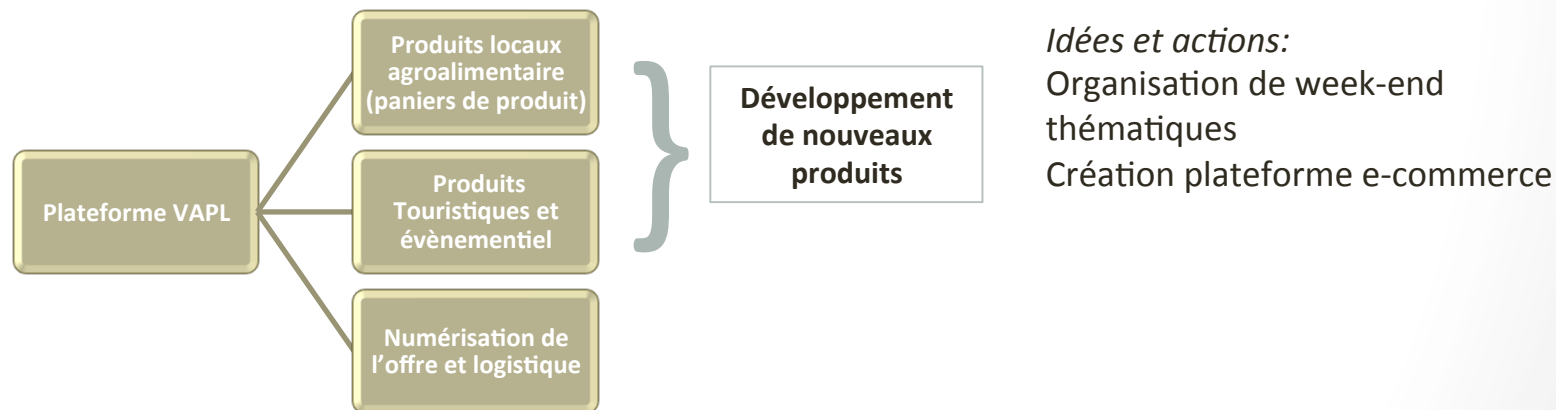 Plateforme VAPL
Produits locaux
agroalimentaire
(paniers de produit)
Produits
Touristiques et
évènementiel
Numérisation de
l’offre et logistique
Développement
de nouveaux
produits
Idées et actions:
Organisation de week-end
thématiques
Création plateforme e-commerce